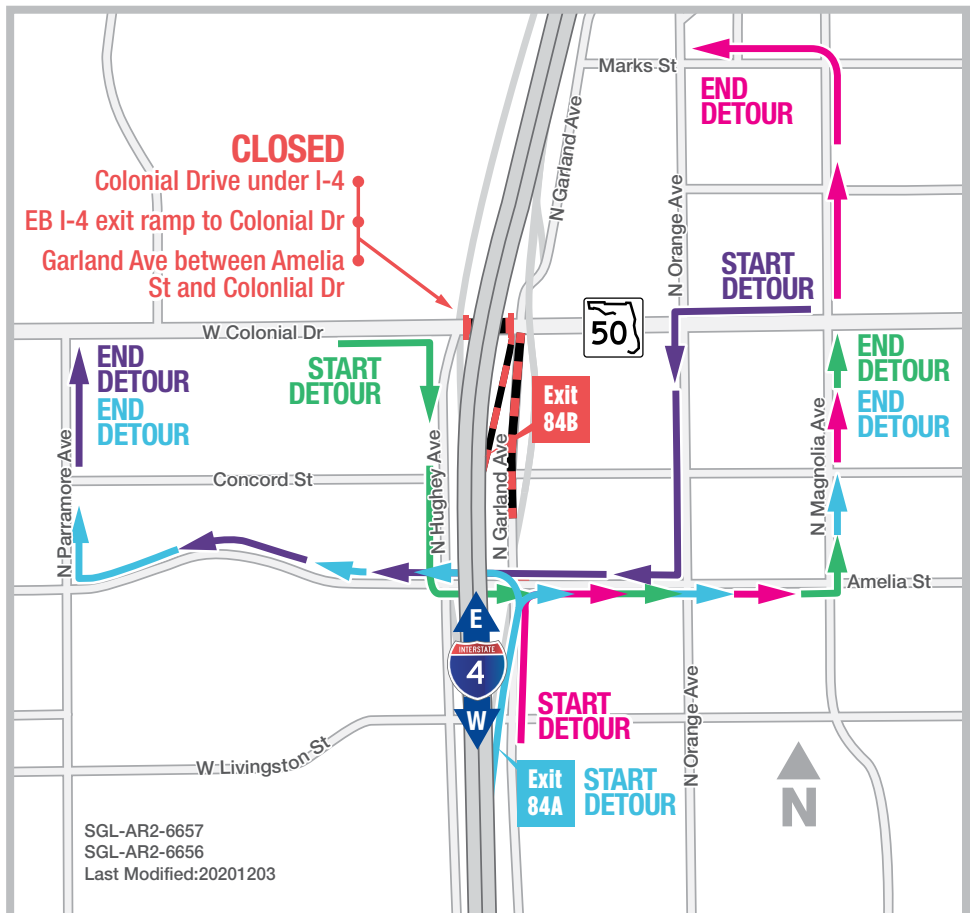 Marks St
END
DETOUR
N Garland Ave
CLOSED
Colonial Drive under I-4
EB I-4 exit ramp to Colonial Dr
Garland Ave between Amelia
St and Colonlial Dr
N Orange Ave
START
DETOUR
W Colonial Dr
50
END
DETOUR
END
DETOUR
START
DETOUR
Exit
84B
END
DETOUR
END
DETOUR
N Parramore Ave
Concord St
N Hughey Ave
N Garland Ave
N Magnolia Ave
Amelia St
E
INTERSTATE
4
W
START
DETOUR
N Orange Ave
W Livingston St
Exit
84A
START
DETOUR
N
SGL-AR2-6657
SGL-AR2-6656
Last Modified:20201203